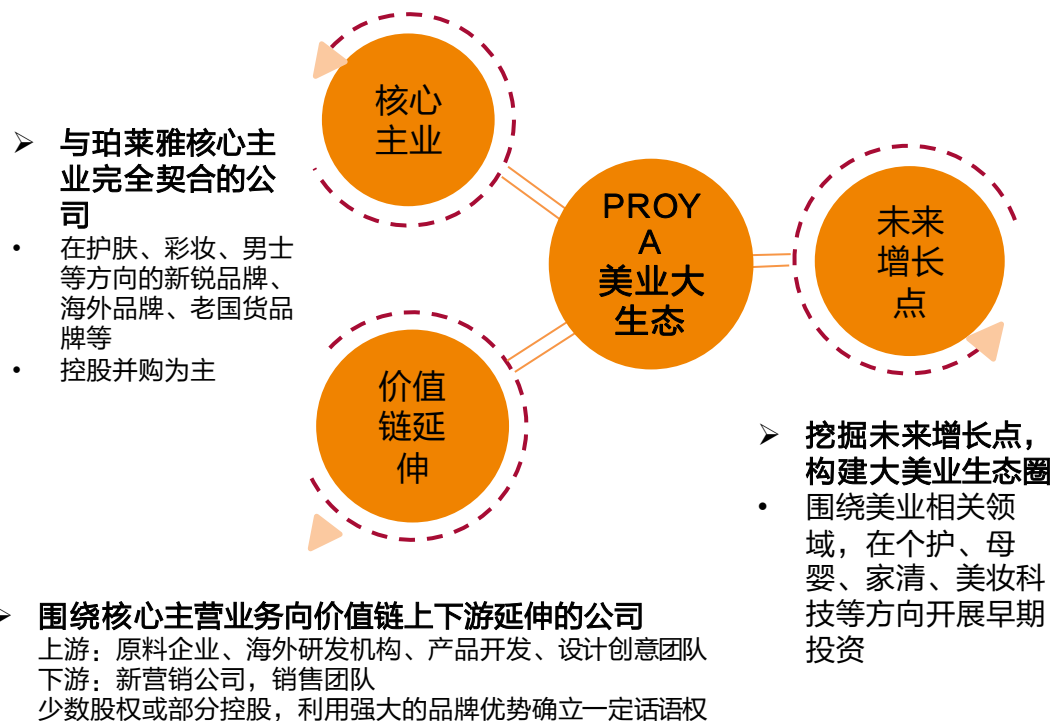 核心
主业
➢ 与珀莱雅核心主
业完全契合的公
司
• 在护肤、彩妆、男士
等方向的新锐品牌、
海外品牌、老国货品
牌等
• 控股并购为主
PROY
A
美业大
生态
未来
增长
点
价值
链延
伸
➢ 挖掘未来增长点，
构建大美业生态圈
• 围绕美业相关领
域，在个护、母
婴、家清、美妆科
技等方向开展早期
投资
➢ 围绕核心主营业务向价值链上下游延伸的公司
上游：原料企业、海外研发机构、产品开发、设计创意团队
下游：新营销公司，销售团队
少数股权或部分控股，利用强大的品牌优势确立一定话语权